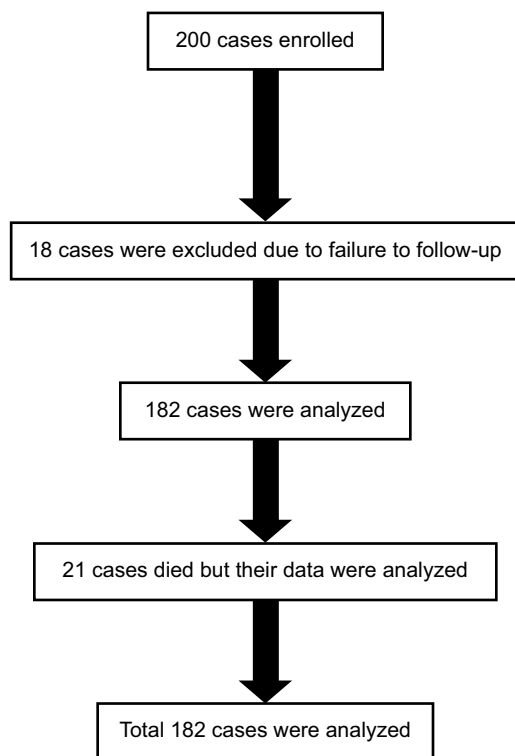 200 cases enrolled
18 cases were excluded due to failure to follow-up
182 cases were analyzed
21 cases died but their data were analyzed
Total 182 cases were analyzed